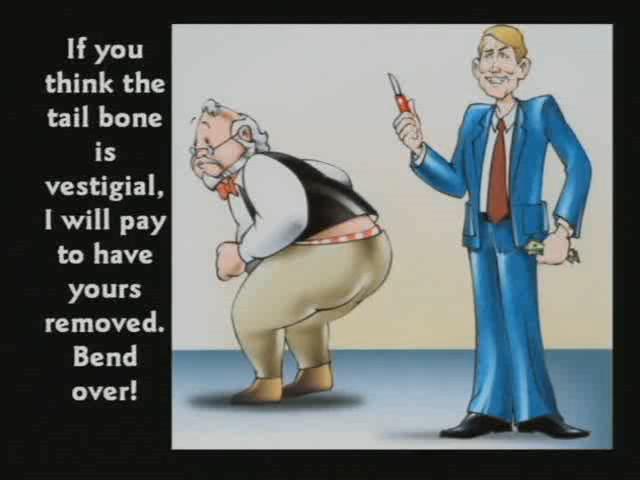 If you
think the
tail bone
is
vestigial,
I will pay
to have
yours
removed.
Bend
over!